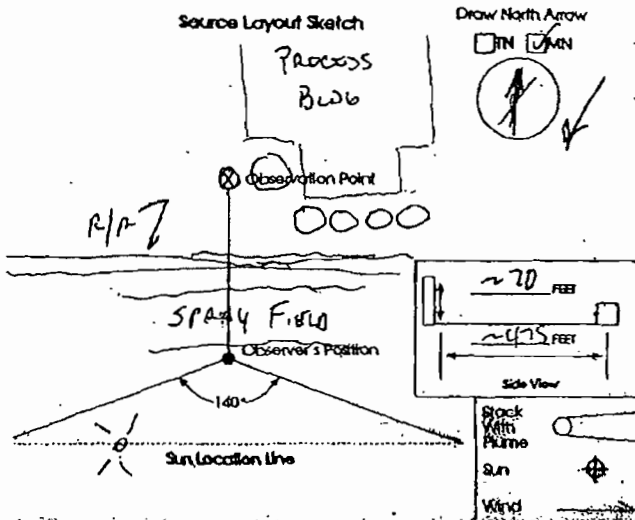 Source Layout Sketch
Draw North Arrow
TN MN
PROCESS
BLDG
Observation Point
R/R
SPRAY FIELD
Observer's Position
140°
Sun Location Line
~70 FEET
~475 FEET
Side View
Stack
With
Plume
Sun
Wind